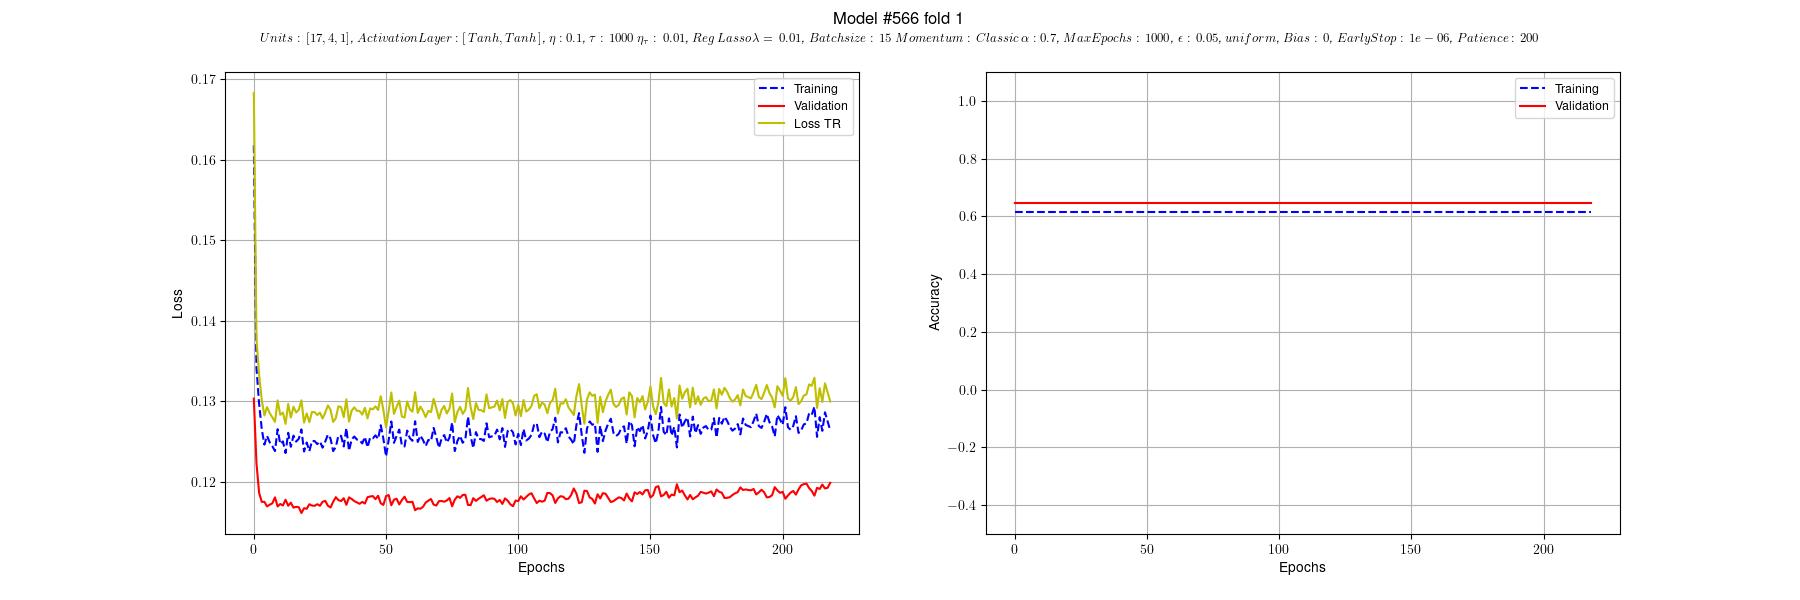 Model #566 fold 1
Units : [17, 4, 1], ActivationLayer : [Tanh, Tanh], η : 0.1, τ : 1000 ητ : 0.01, Reg Lassoλ = 0.01, Batchsize : 15 Momentum : Classic α : 0.7, MaxEpochs : 1000, ϵ : 0.05, uniform, Bias : 0, EarlyStop : 1e − 06, Patience : 200
0.17
0.16
0.15
0.14
0.13
0.12
Loss
Training
Validation
Loss TR
0
50
100
150
200
Epochs
1.0
0.8
0.6
0.4
0.2
0.0
−0.2
−0.4
Accuracy
Training
Validation
0
50
100
150
200
Epochs